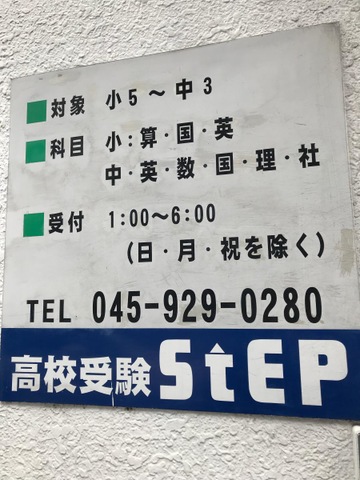 ■対象 小5～中3
■科目 小:算・国・英
中・英・数・国・理・社
■受付 1:00～6:00
(日・月・祝を除く)
TEL 045-929-0280
高校受験 StEP